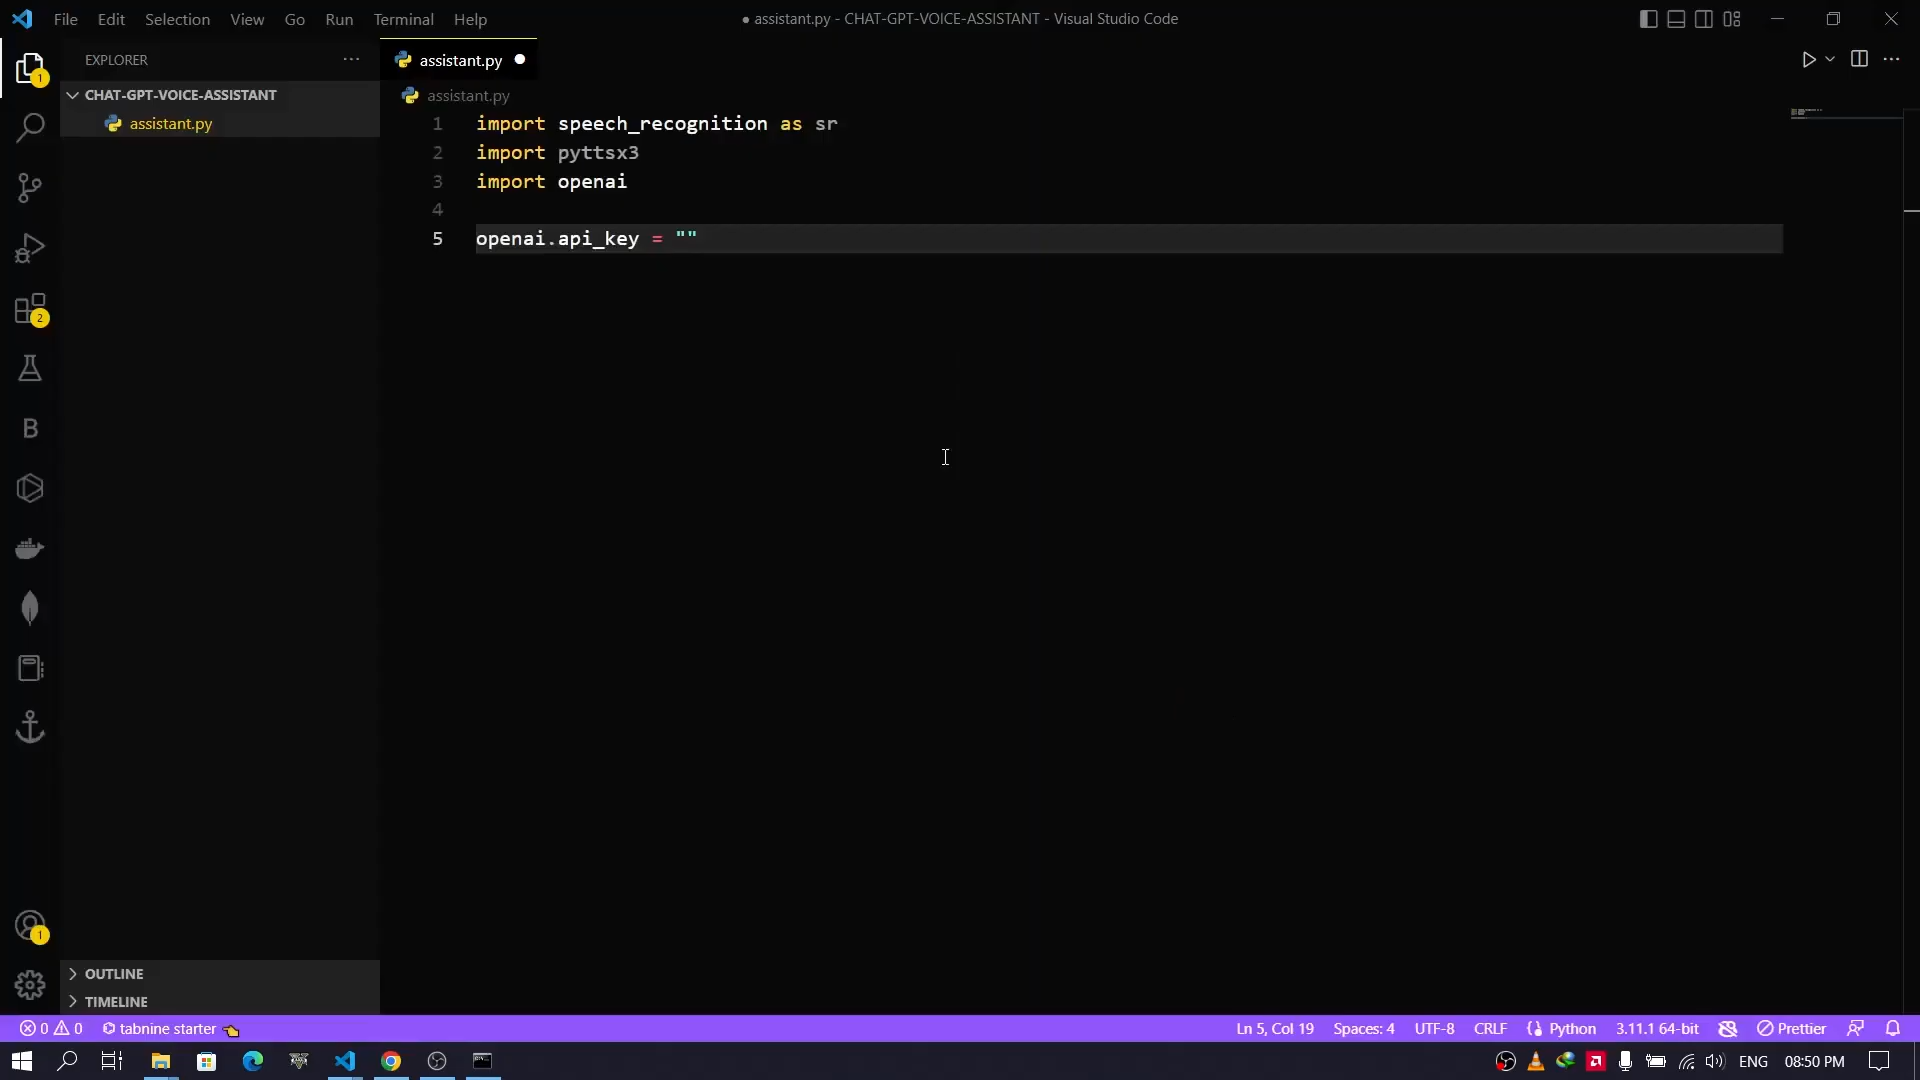 File Edit Selection View Go Run Terminal Help
● assistant.py - CHAT-GPT-VOICE-ASSISTANT - Visual Studio Code
EXPLORER
assistant.py
1
CHAT-GPT-VOICE-ASSISTANT
assistant.py
assistant.py
1 import speech_recognition as sr
2 import pyttsx3
3 import openai
4
5 openai.api_key = ""
2
B
1
OUTLINE
TIMELINE
0 0 tabnine starter
Ln 5, Col 19 Spaces: 4 UTF-8 CRLF Python 3.11.1 64-bit Prettier
ENG 08:50 PM